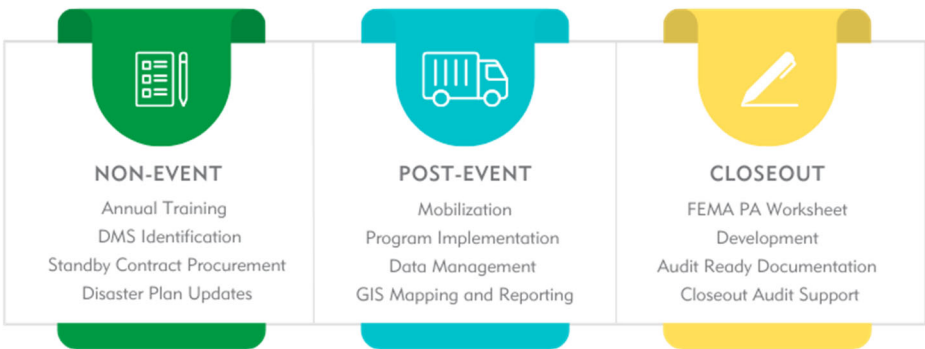 NON-EVENT
Annual Training
DMS Identification
Standby Contract Procurement
Disaster Plan Updates
POST-EVENT
Mobilization
Program Implementation
Data Management
GIS Mapping and Reporting
CLOSEOUT
FEMA PA Worksheet
Development
Audit Ready Documentation
Closeout Audit Support